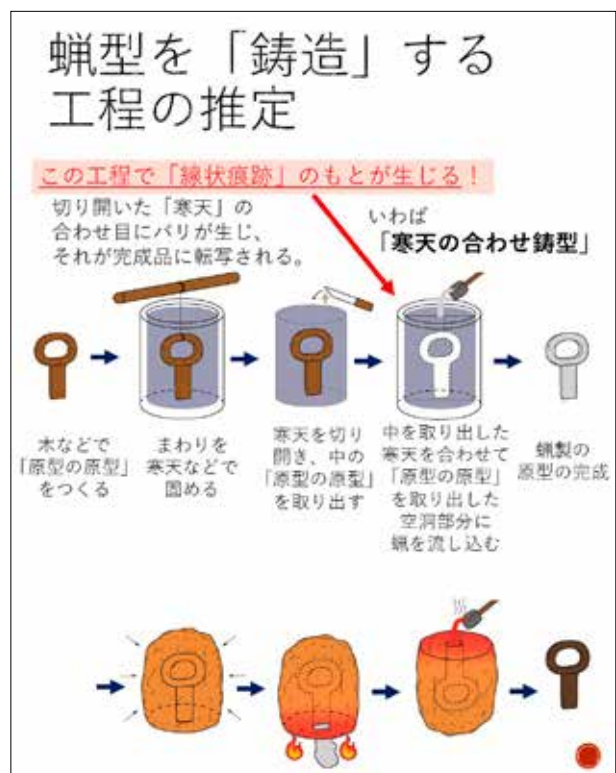 蝋型を「鋳造」する
工程の推定
この工程で「線状痕跡」のもとが生じる!
切り開いた「寒天」の
合わせ目にバリが生じ、
それが完成品に転写される。
いわば
「寒天の合わせ鋳型」
木などで
「原型の原型」
をつくる
まわりを
寒天などで
固める
寒天を切り
開き、中の
「原型の原型」
を取り出す
中を取り出した
寒天を合わせて
「原型の原型」
を取り出した
空洞部分に
蝋を流し込む
蝋製の
原型の完成